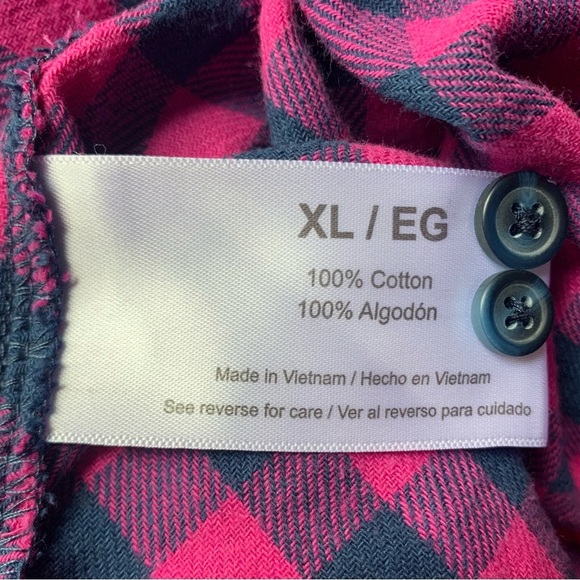 XL / EG
100% Cotton
100% Algodón
Made in Vietnam / Hecho en Vietnam
See reverse for care / Ver al reverso para cuidado